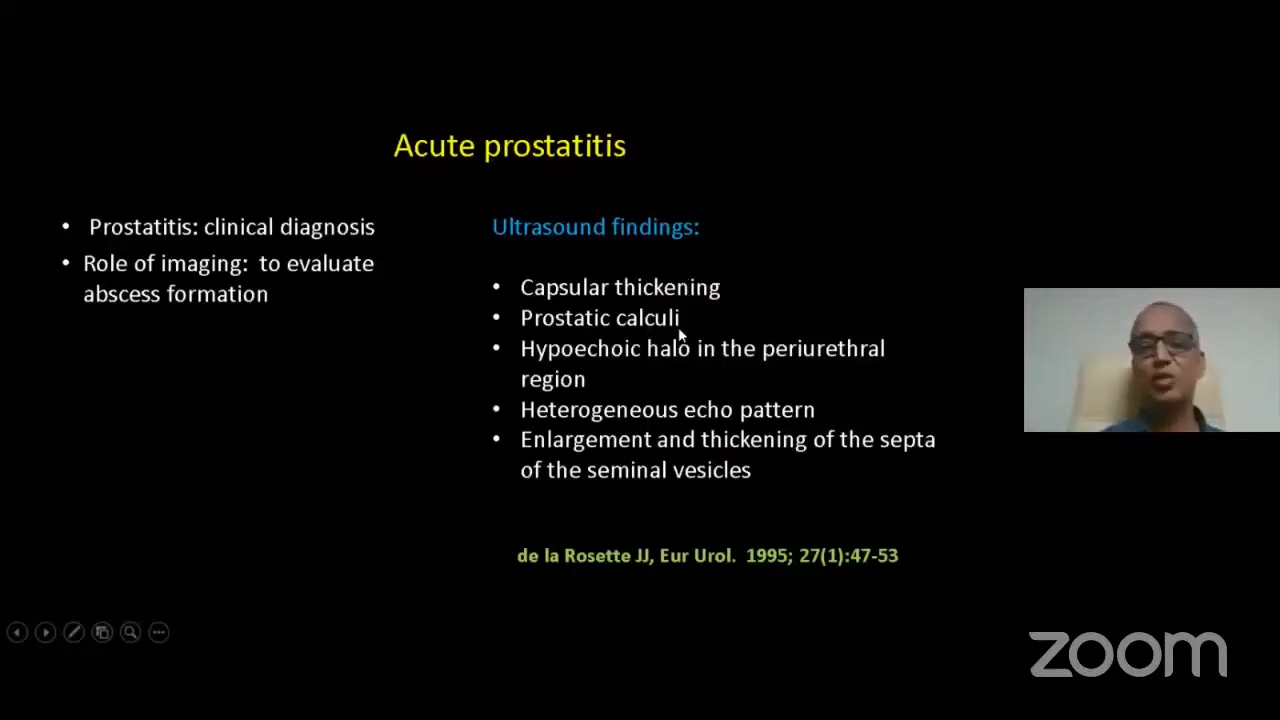 Acute prostatitis
• Prostatitis: clinical diagnosis
• Role of imaging: to evaluate
abscess formation
Ultrasound findings:
• Capsular thickening
• Prostatic calculi
• Hypoechoic halo in the periurethral
region
• Heterogeneous echo pattern
• Enlargement and thickening of the septa
of the seminal vesicles
de la Rosette JJ, Eur Urol. 1995; 27(1):47-53
zoom